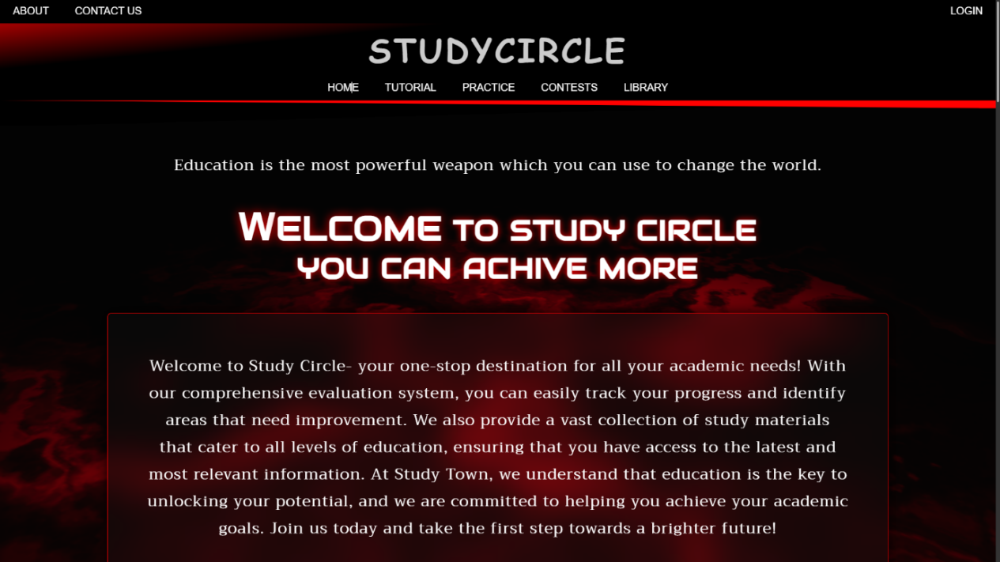 ABOUT CONTACT US LOGIN
STUDYCIRCLE
HOME TUTORIAL PRACTICE CONTESTS LIBRARY
Education is the most powerful weapon which you can use to change the world.
WELCOME TO STUDY CIRCLE
YOU CAN ACHIVE MORE
Welcome to Study Circle- your one-stop destination for all your academic needs! With
our comprehensive evaluation system, you can easily track your progress and identify
areas that need improvement. We also provide a vast collection of study materials
that cater to all levels of education, ensuring that you have access to the latest and
most relevant information. At Study Town, we understand that education is the key to
unlocking your potential, and we are committed to helping you achieve your academic
goals. Join us today and take the first step towards a brighter future!